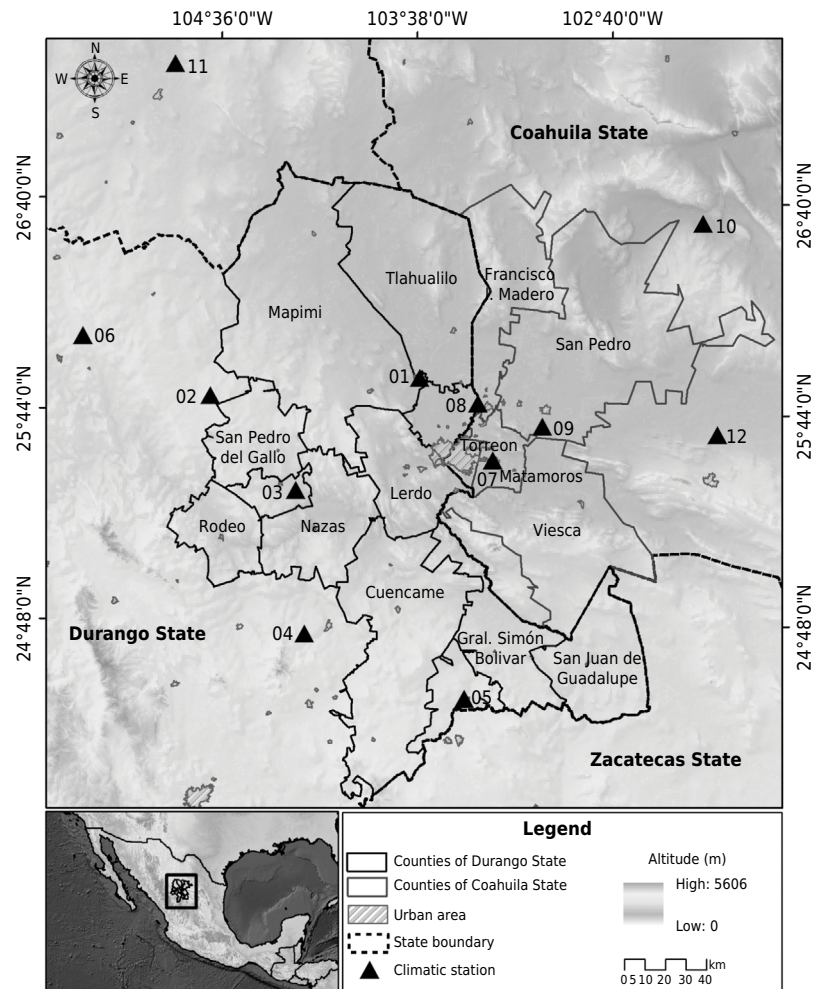 104°36'0"W 103°38'0"W 102°40'0"W
N
W E
S
11
Coahuila State
26°40'0"N
26°40'0"N
10
Tlahualilo
Francisco
I. Madero
Mapimi
06
San Pedro
01
02
08
25°44'0"N
25°44'0"N
09
12
San Pedro
del Gallo
Torreon
03
07
Matamoros
Lerdo
Rodeo
Nazas
Viesca
Cuencame
24°48'0"N
24°48'0"N
Durango State
04
Gral. Simón
Bolivar
San Juan de
Guadalupe
05
Zacatecas State
Legend
Counties of Durango State
Counties of Coahuila State
Urban area
State boundary
Climatic station
Altitude (m)
High: 5606
Low: 0
km
0 5 10 20 30 40